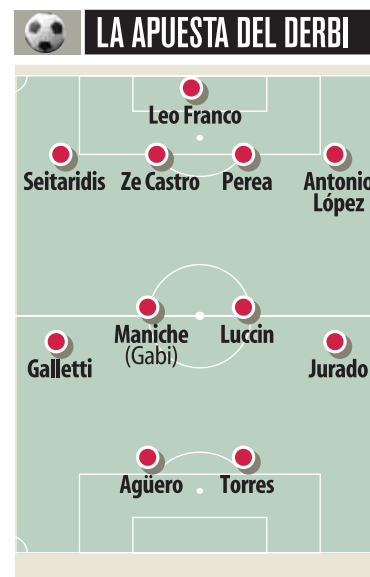 LA APUESTA DEL DERBI
Leo Franco
Seitaridis Ze Castro Perea Antonio
López
Maniche Luccin
(Gabi)
Galletti Jurado
Agüero Torres